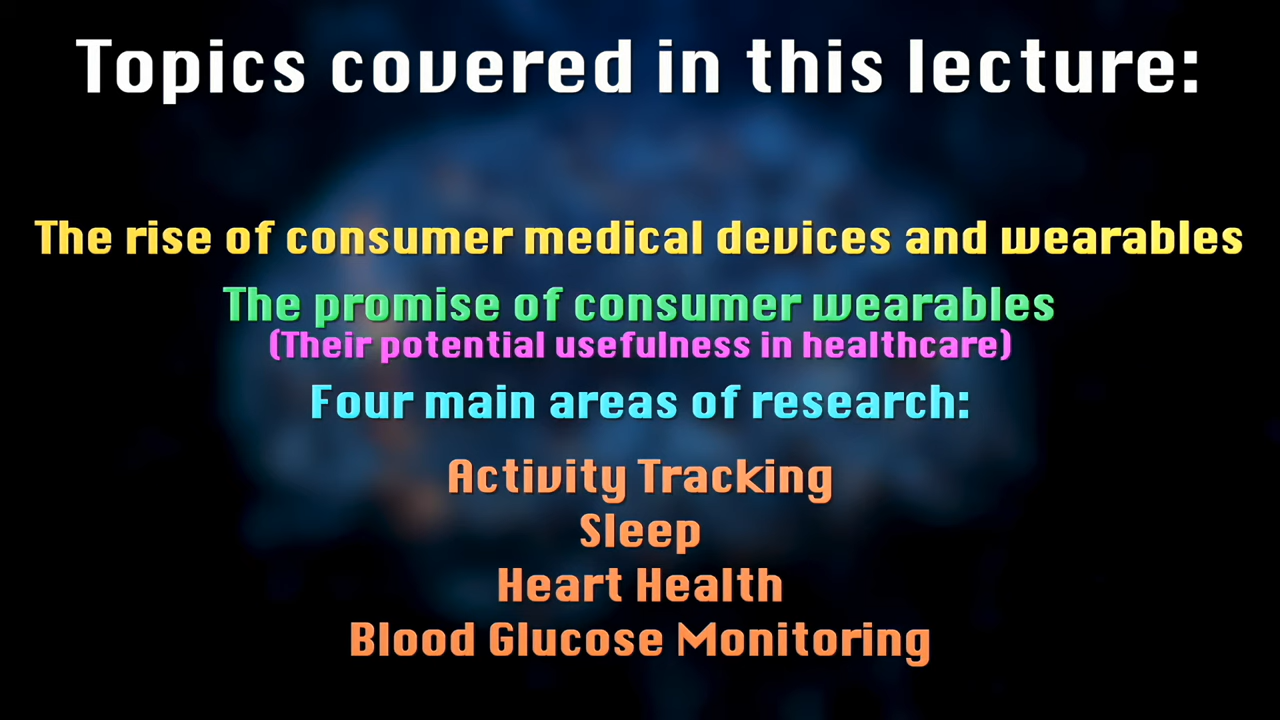 Topics covered in this lecture:
The rise of consumer medical devices and wearables
The promise of consumer wearables
(Their potential usefulness in healthcare)
Four main areas of research:
Activity Tracking
Sleep
Heart Health
Blood Glucose Monitoring